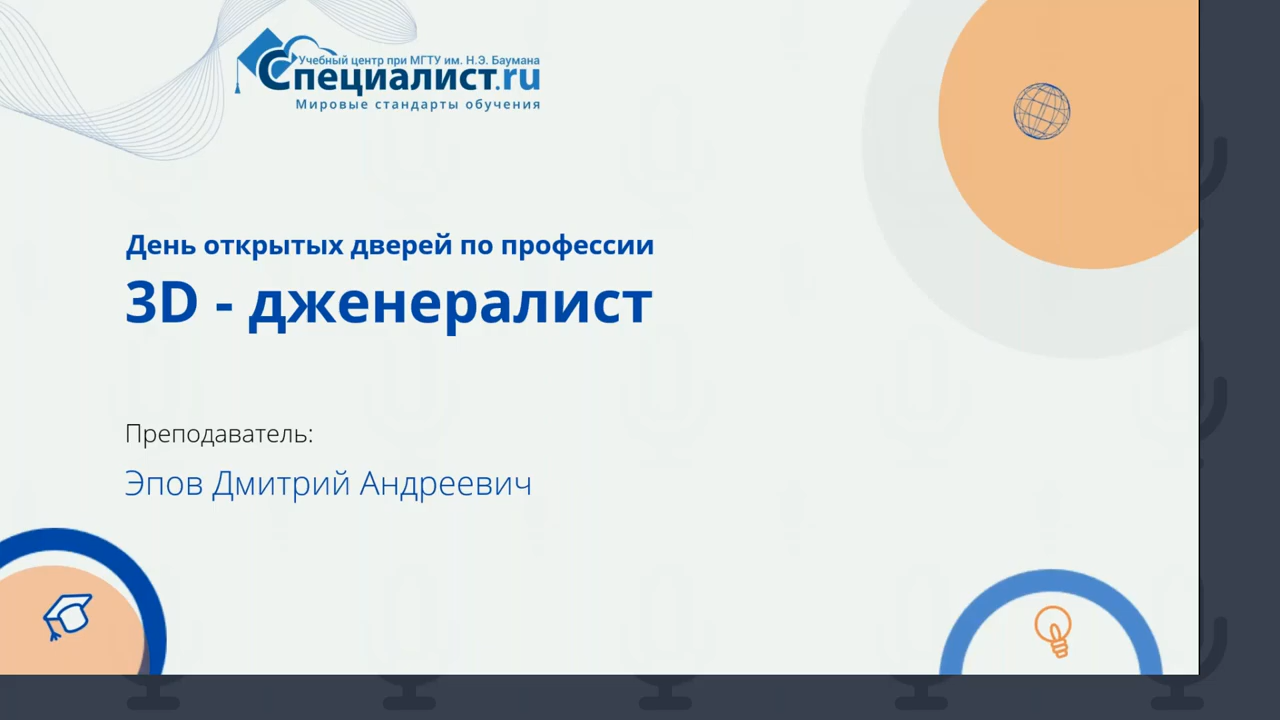 Учебный центр при МГТУ им. Н.Э. Баумана
Специалист.ru
Мировые стандарты обучения
День открытых дверей по профессии
3D - дженералист
Преподаватель:
Эпов Дмитрий Андреевич